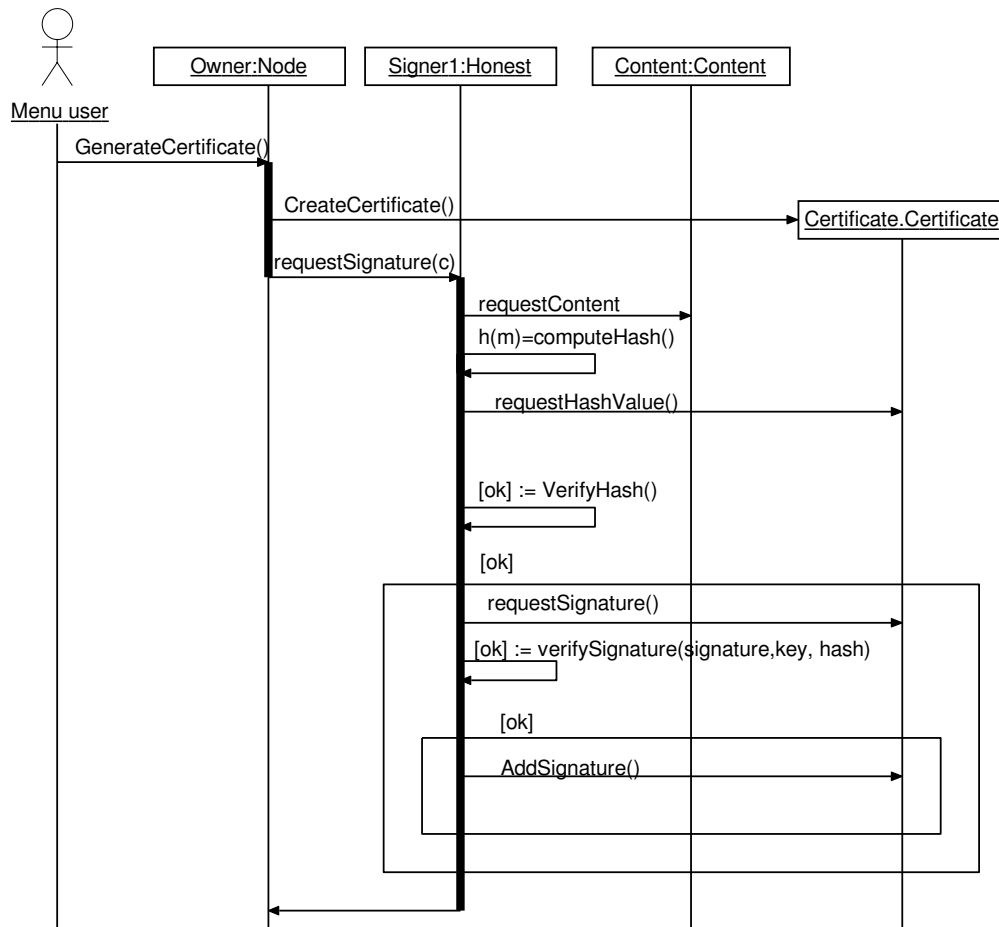 Owner:Node
Signer1:Honest
Content:Content
Menu user
GenerateCertificate()
CreateCertificate()
Certificate.Certificate
requestSignature(c)
requestContent
h(m)=computeHash()
requestHashValue()
[ok] := VerifyHash()
[ok]
requestSignature()
[ok] := verifySignature(signature,key, hash)
[ok]
AddSignature()